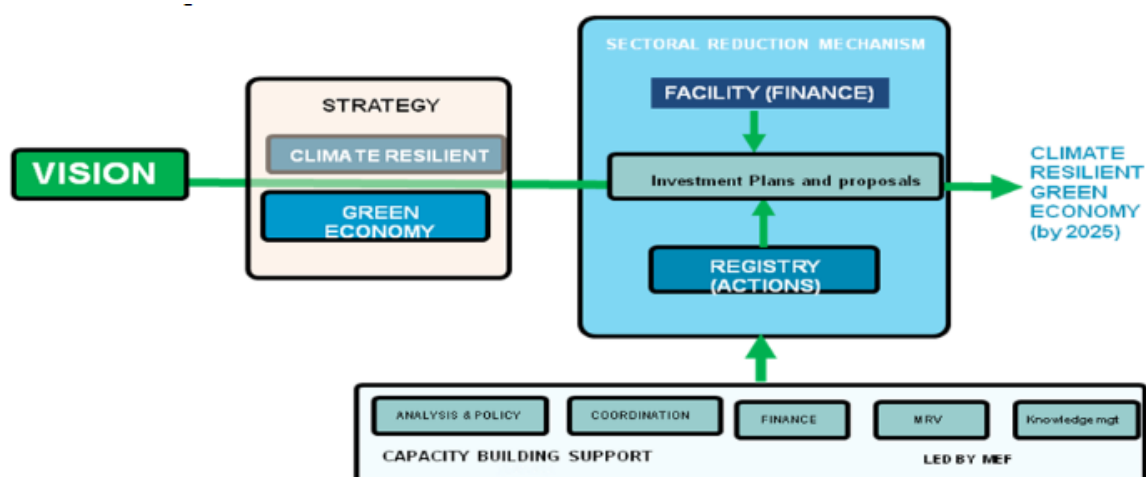 SECTORAL REDUCTION MECHANISM
FACILITY (FINANCE)
STRATEGY
CLIMATE RESILIENT
VISION
GREEN
ECONOMY
Investment Plans and proposals
REGISTRY
(ACTIONS)
CLIMATE
RESILIENT
GREEN
ECONOMY
(by 2025)
ANALYSIS & POLICY
COORDINATION
FINANCE
MRV
Knowledge mgt
CAPACITY BUILDING SUPPORT
LED BY MEF